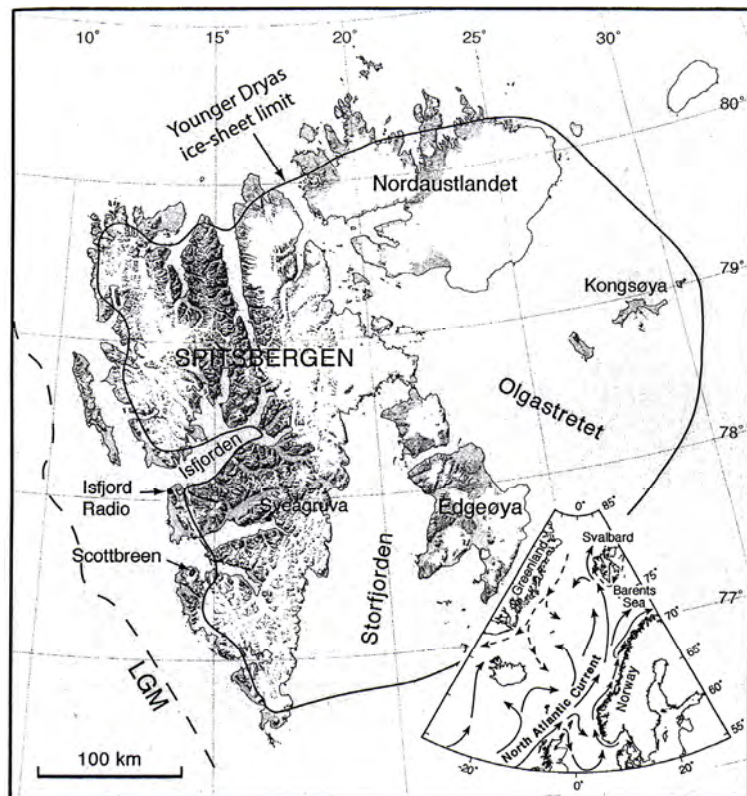 10°
15°
20°
25°
30°
80°
79°
78°
77°
Younger Dryas
ice-sheet limit
Nordaustlandet
Kongsøya
SPITSBERGEN
Olgastretet
Isfjorden
Isfjord
Radio
Sveagruva
Edgeøya
Scottbreen
Storfjorden
LGM
100 km
0°
85°
Svalbard
Greenland
75°
Barents
Sea
70°
65°
60°
55°
Norway
North Atlantic Current
-20°
0°
20°